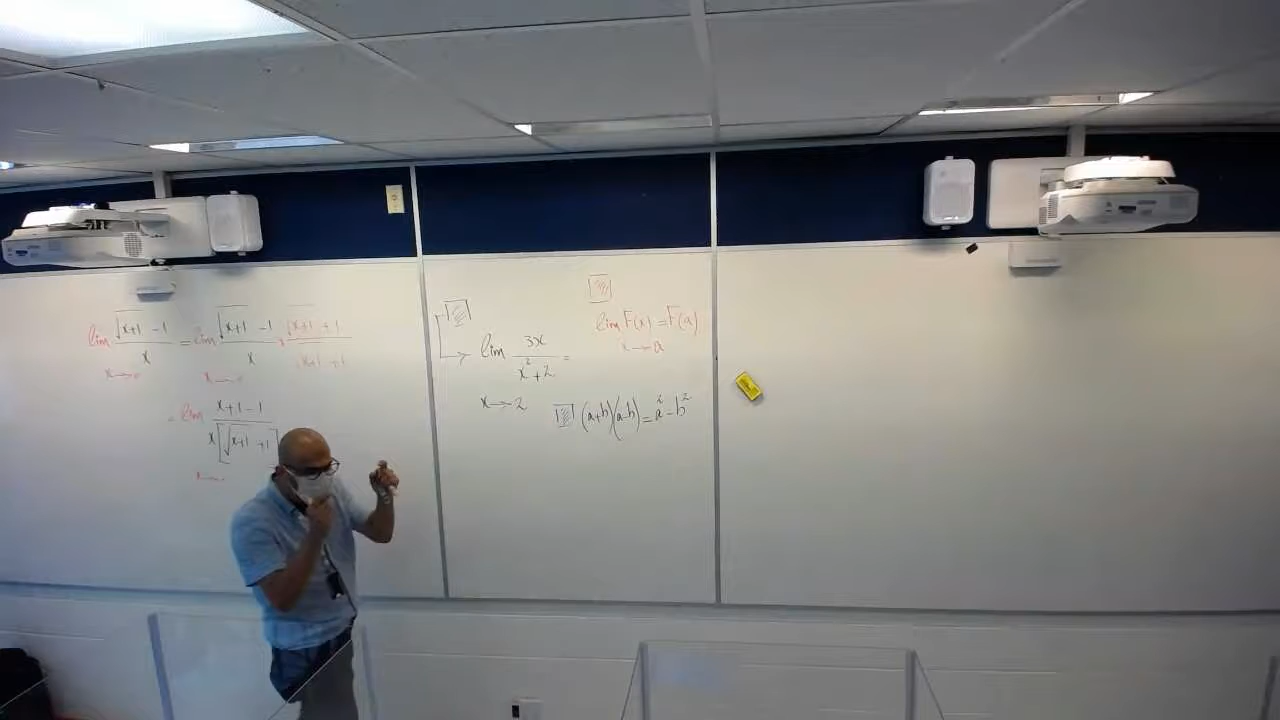 lim √x+1 -1 / x = lim √x+1 -1 / x × √x+1 +1 / √x+1 +1
x→0 x→0
= lim x+1-1 / x[√x+1 +1]
x→
lim F(x) = F(a)
x→a
lim 3x / x²+2 =
x→2
(a+b)(a-b) = a² - b²